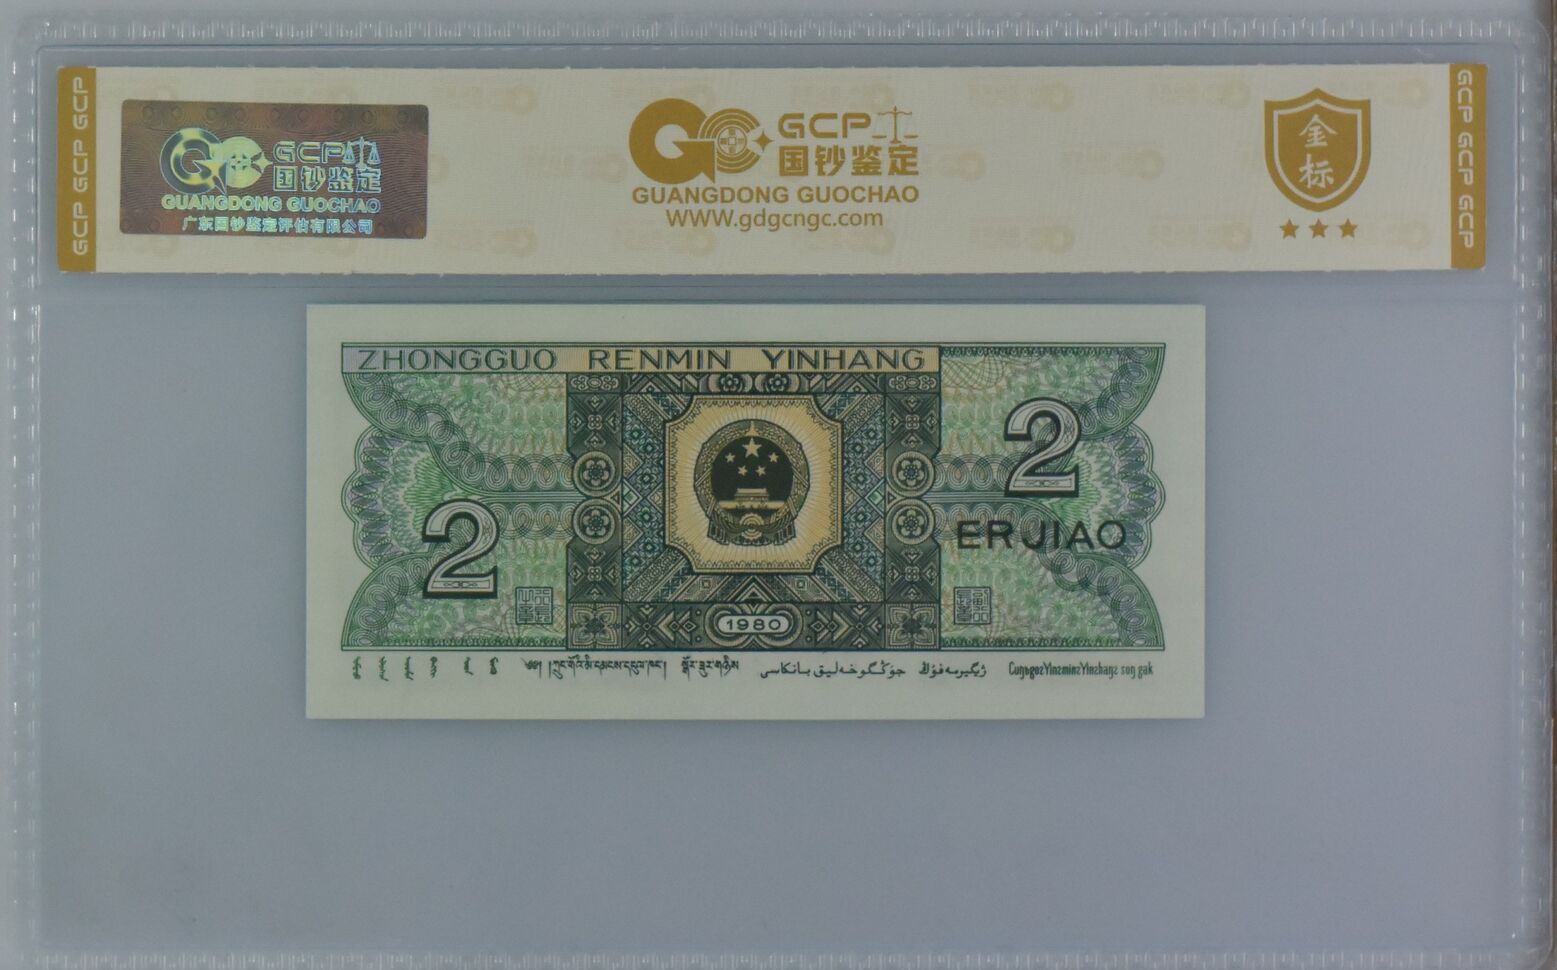 GCP GCP GCP
GCP 国钞鉴定
GUANGDONG GUOCHAO
广东国钞鉴定评估有限公司
GCP
国钞鉴定
GUANGDONG GUOCHAO
WWW.gdgcngc.com
金标
GCP GCP GCP
ZHONGGUO RENMIN YINHANG
2
2
ERJIAO
1980
جۇڭگوخەلىق بانكاسى